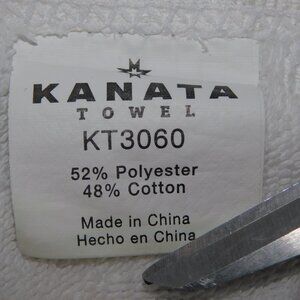 KANATA
TOWEL
KT3060
52% Polyester
48% Cotton
Made in China
Hecho en China